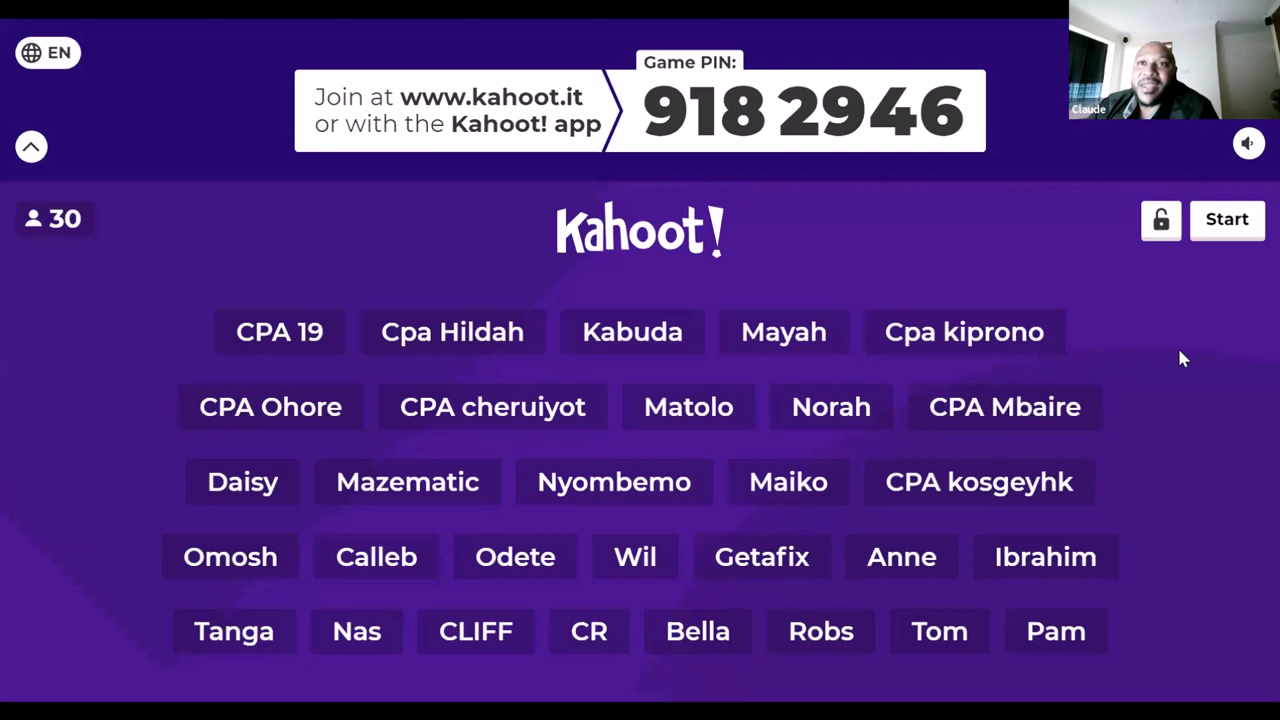 EN
Game PIN:
Join at www.kahoot.it
or with the Kahoot! app
918 2946
Claude
30
Kahoot!
Start
CPA 19 Cpa Hildah Kabuda Mayah Cpa kiprono
CPA Ohore CPA cheruiyot Matolo Norah CPA Mbaire
Daisy Mazematic Nyombemo Maiko CPA kosgeyhk
Omosh Calleb Odete Wil Getafix Anne Ibrahim
Tanga Nas CLIFF CR Bella Robs Tom Pam